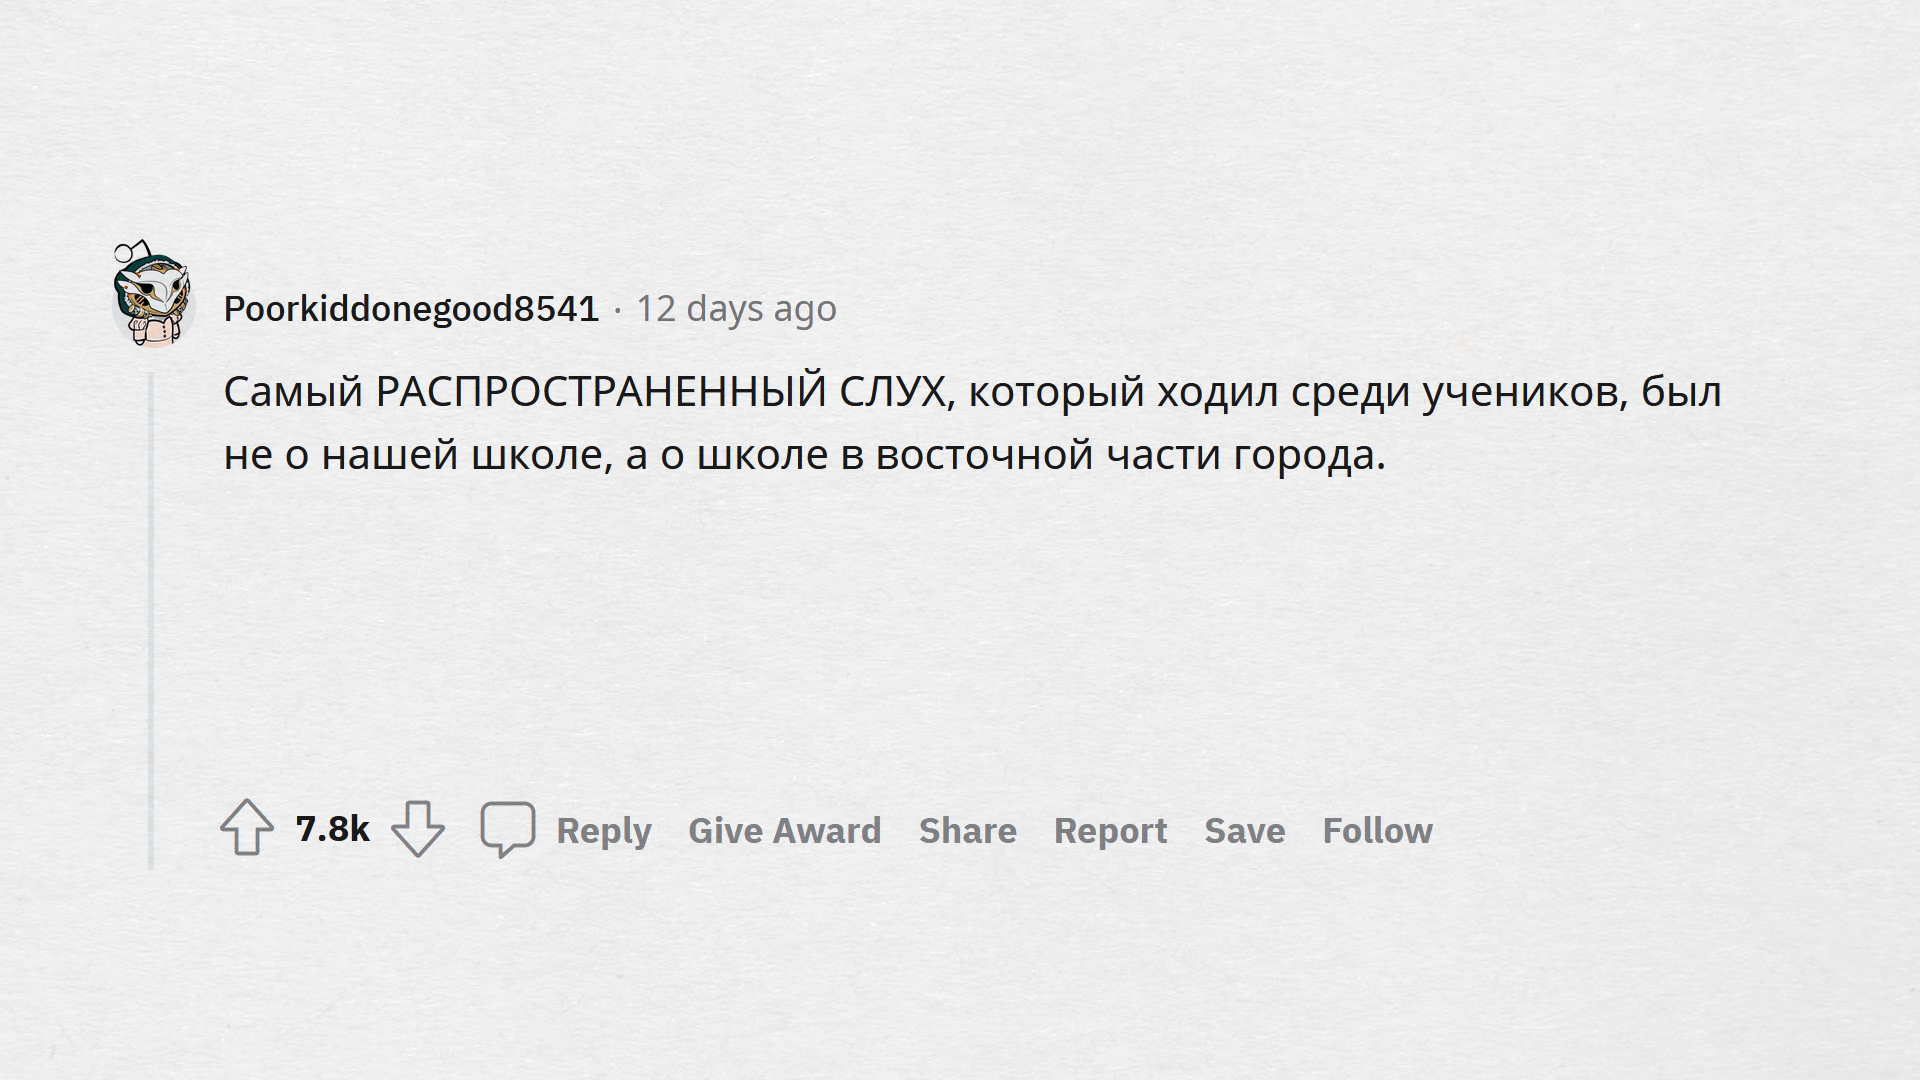 Poorkiddonegood8541 · 12 days ago
Самый РАСПРОСТРАНЕННЫЙ СЛУХ, который ходил среди учеников, был
не о нашей школе, а о школе в восточной части города.
7.8k Reply Give Award Share Report Save Follow